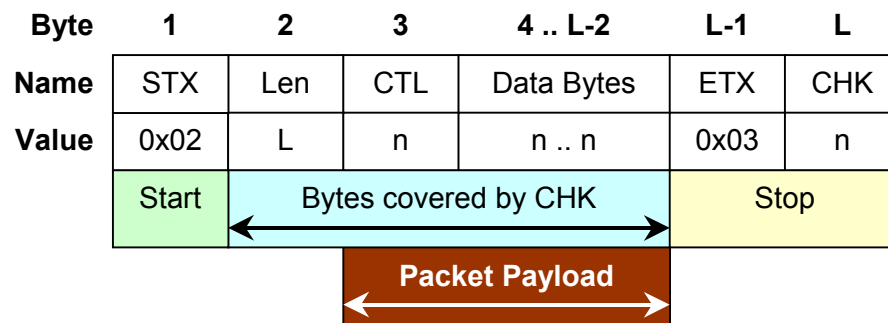 Byte 1 2 3 4 .. L-2 L-1 L
Name STX Len CTL Data Bytes ETX CHK
Value 0x02 L n n .. n 0x03 n
Start Bytes covered by CHK Stop
Packet Payload